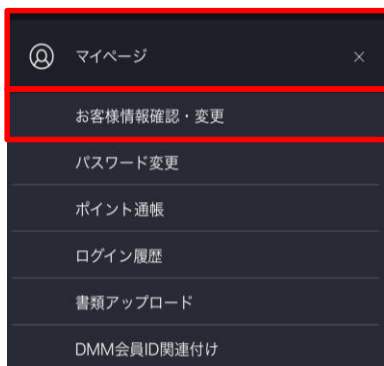 マイページ
お客様情報確認・変更
パスワード変更
ポイント通帳
ログイン履歴
書類アップロード
DMM会員ID関連付け